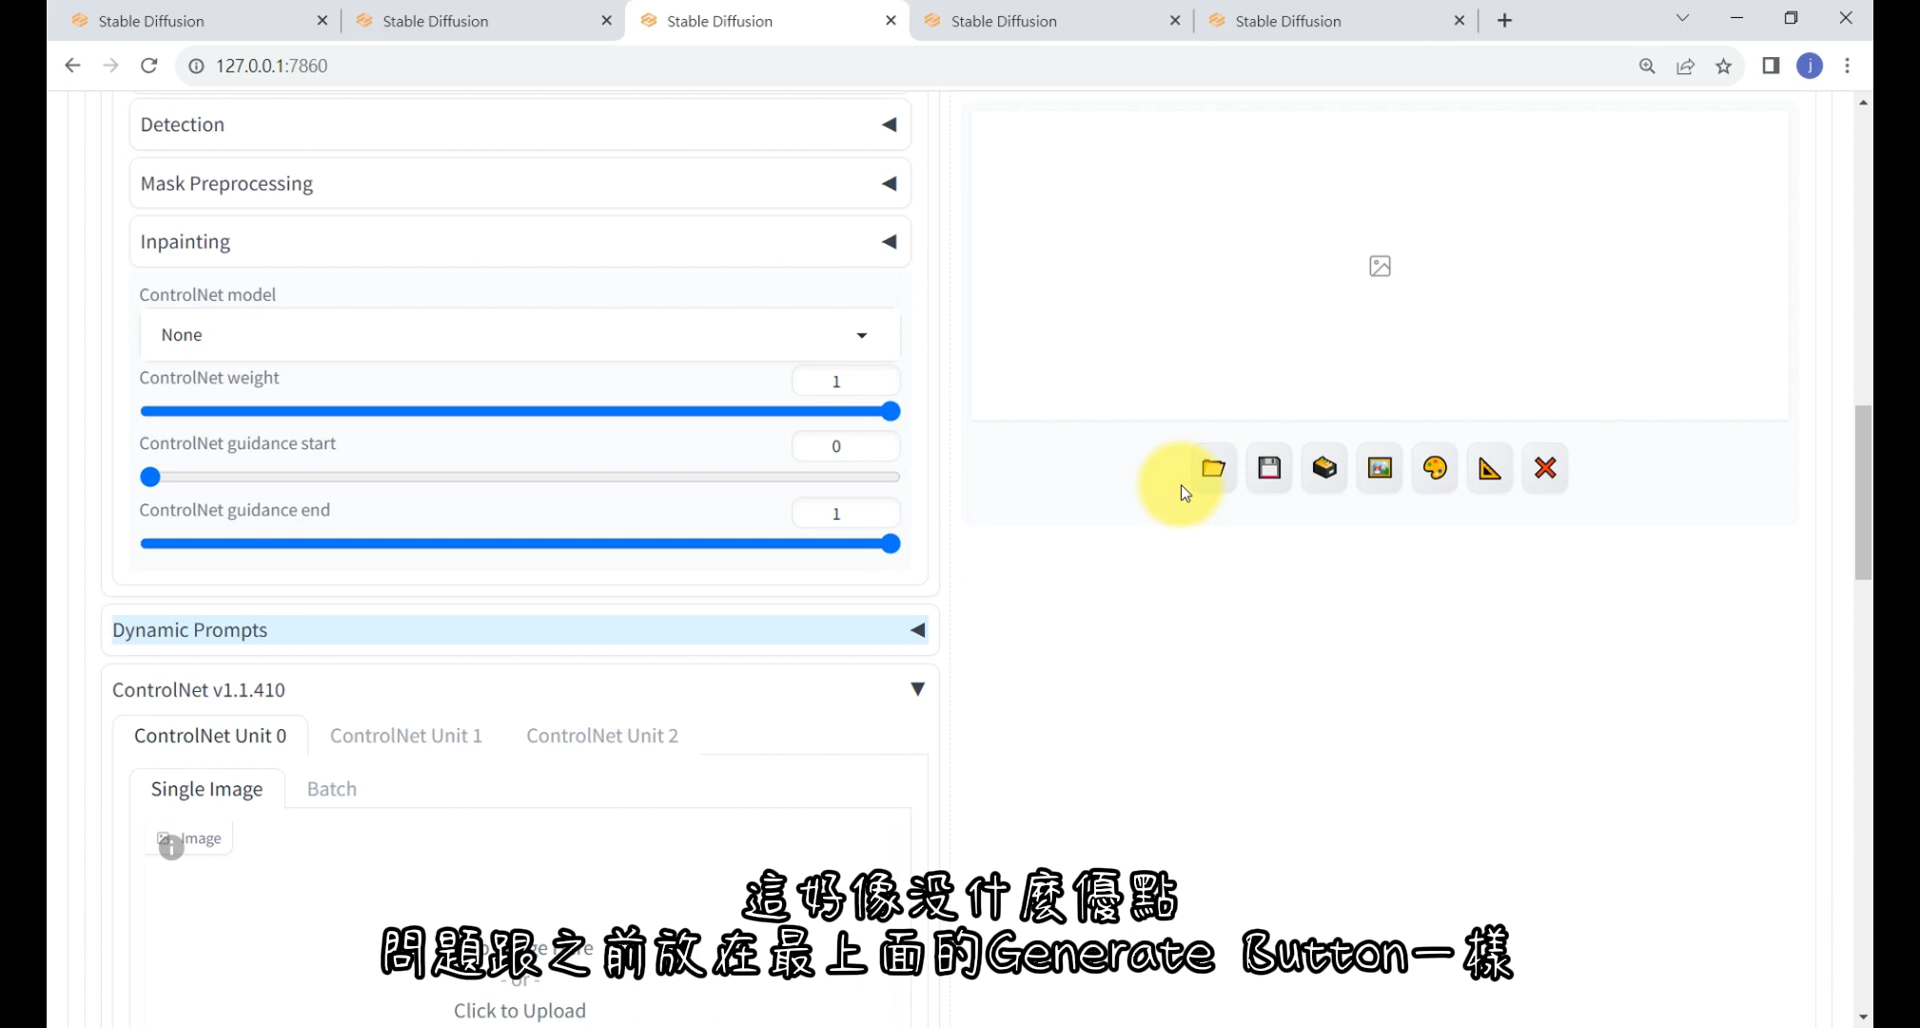 Stable Diffusion
Stable Diffusion
Stable Diffusion
Stable Diffusion
Stable Diffusion
127.0.0.1:7860
j
Detection
Mask Preprocessing
Inpainting
ControlNet model
None
ControlNet weight
1
ControlNet guidance start
0
ControlNet guidance end
1
Dynamic Prompts
ControlNet v1.1.410
ControlNet Unit 0
ControlNet Unit 1
ControlNet Unit 2
Single Image
Batch
Image
- or -
Click to Upload
這好像没什麼優點
問題跟之前放在最上面的Generate Button一樣